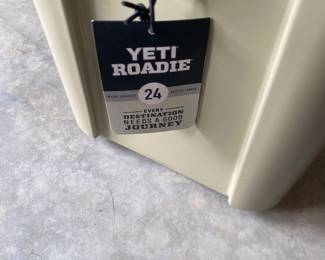 YETI
ROADIE
24
EVERY
DESTINATION
NEEDS A GOOD
JOURNEY